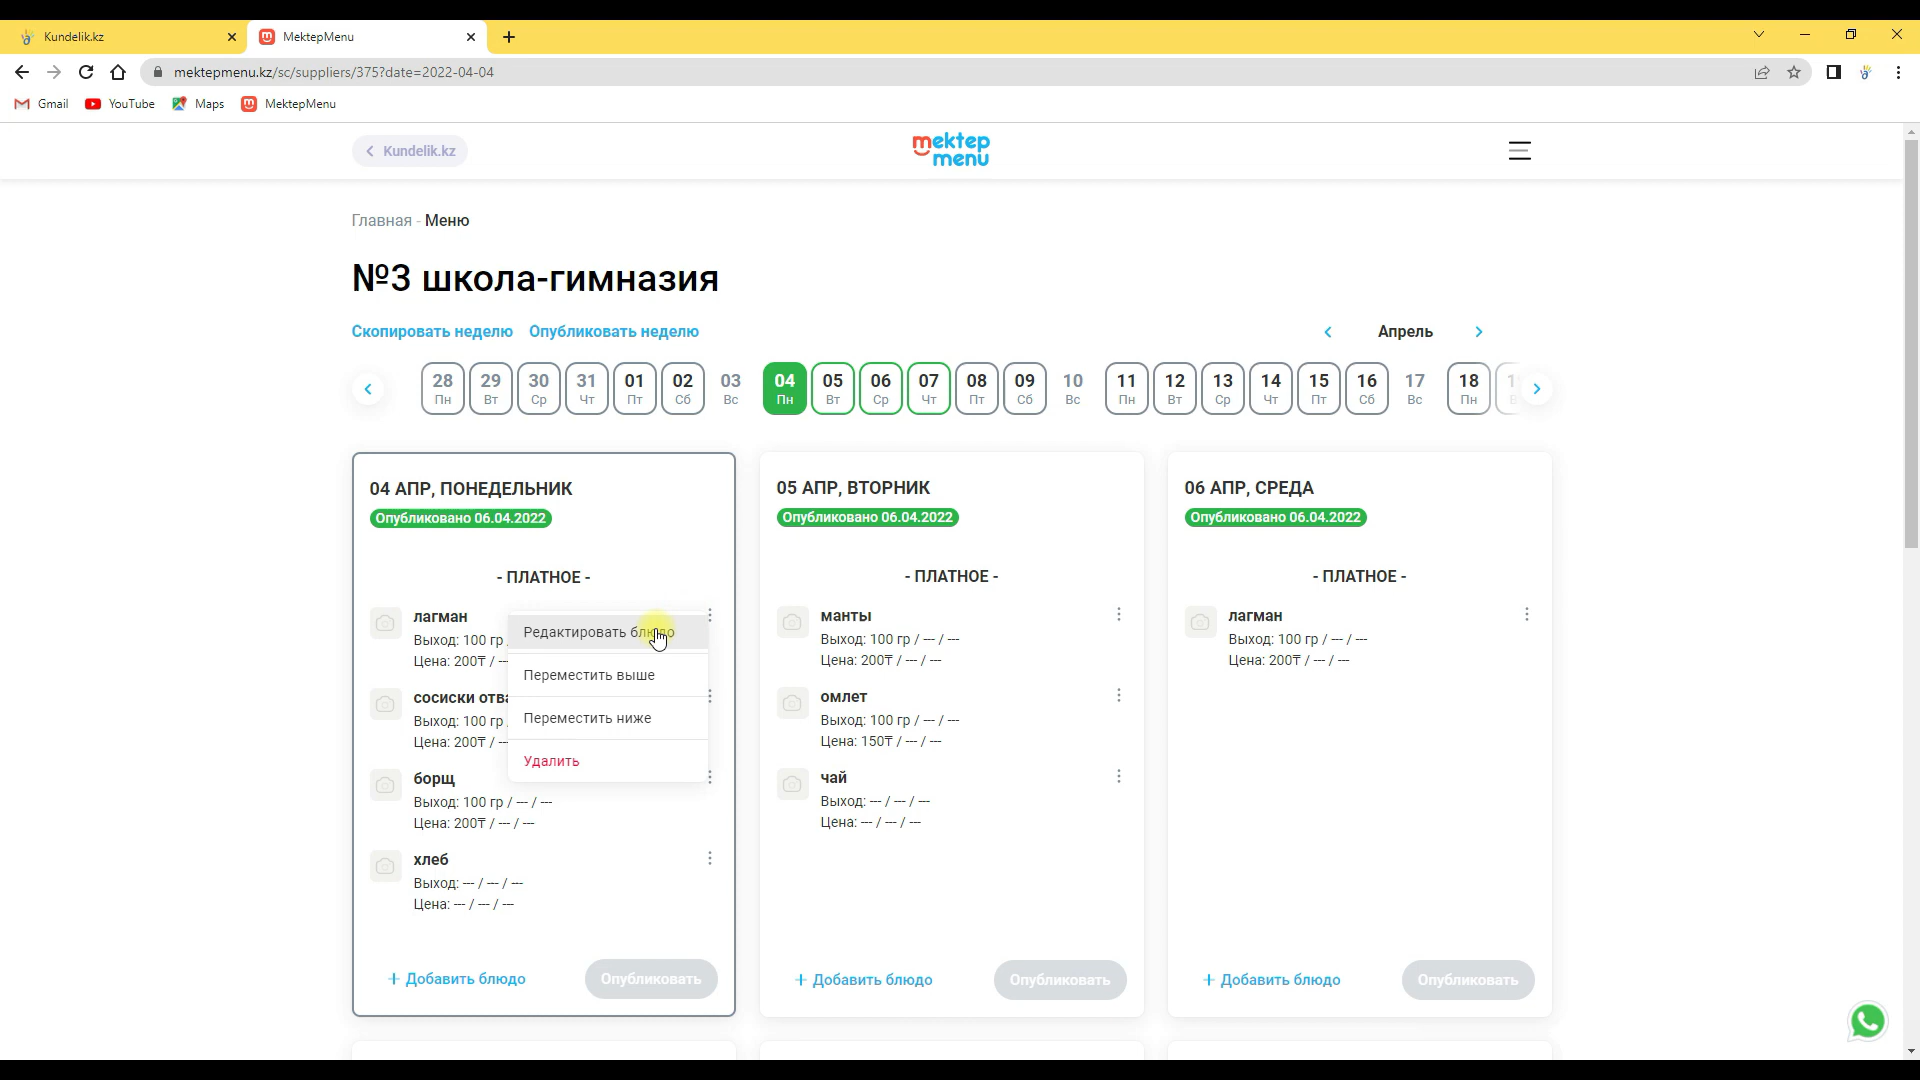 Kundelik.kz
MektepMenu
mektepmenu.kz/sc/suppliers/375?date=2022-04-04
Gmail
YouTube
Maps
MektepMenu
Kundelik.kz
mektep
menu
Главная - Меню
№3 школа-гимназия
Скопировать неделю
Опубликовать неделю
Апрель
28 29 30 31 01 02 03 04 05 06 07 08 09 10 11 12 13 14 15 16 17 18
Пн Вт Ср Чт Пт Сб Вс Пн Вт Ср Чт Пт Сб Вс Пн Вт Ср Чт Пт Сб Вс Пн
04 АПР, ПОНЕДЕЛЬНИК
Опубликовано 06.04.2022
- ПЛАТНОЕ -
лагман
Выход: 100 гр
Цена: 200₸ / ---
сосиски
Выход: 100 гр
Цена: 200₸ / ---
борщ
Выход: 100 гр / --- / ---
Цена: 200₸ / --- / ---
хлеб
Выход: --- / --- / ---
Цена: --- / --- / ---
+ Добавить блюдо
Опубликовать
Редактировать блюдо
Переместить выше
Переместить ниже
Удалить
05 АПР, ВТОРНИК
Опубликовано 06.04.2022
- ПЛАТНОЕ -
манты
Выход: 100 гр / --- / ---
Цена: 200₸ / --- / ---
омлет
Выход: 100 гр / --- / ---
Цена: 150₸ / --- / ---
чай
Выход: --- / --- / ---
Цена: --- / --- / ---
+ Добавить блюдо
Опубликовать
06 АПР, СРЕДА
Опубликовано 06.04.2022
- ПЛАТНОЕ -
лагман
Выход: 100 гр / --- / ---
Цена: 200₸ / --- / ---
+ Добавить блюдо
Опубликовать